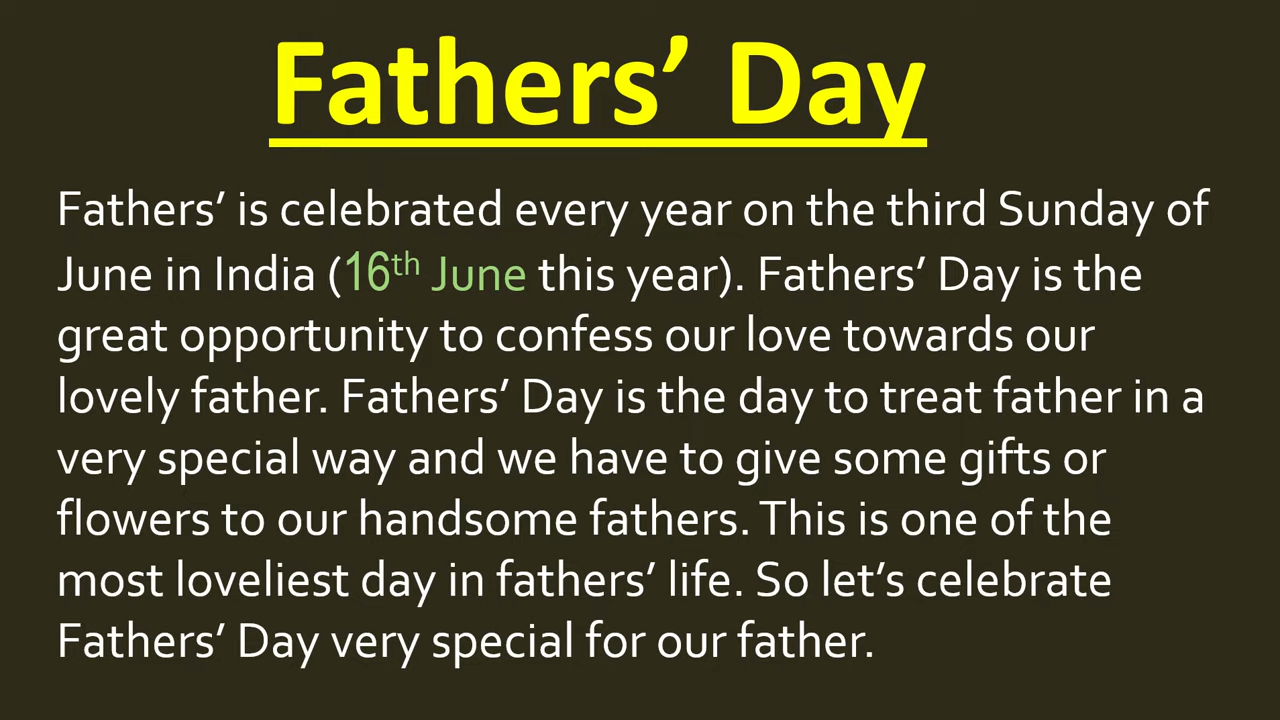 Fathers’ Day
Fathers’ is celebrated every year on the third Sunday of
June in India (16th June this year). Fathers’ Day is the
great opportunity to confess our love towards our
lovely father. Fathers’ Day is the day to treat father in a
very special way and we have to give some gifts or
flowers to our handsome fathers. This is one of the
most loveliest day in fathers’ life. So let’s celebrate
Fathers’ Day very special for our father.